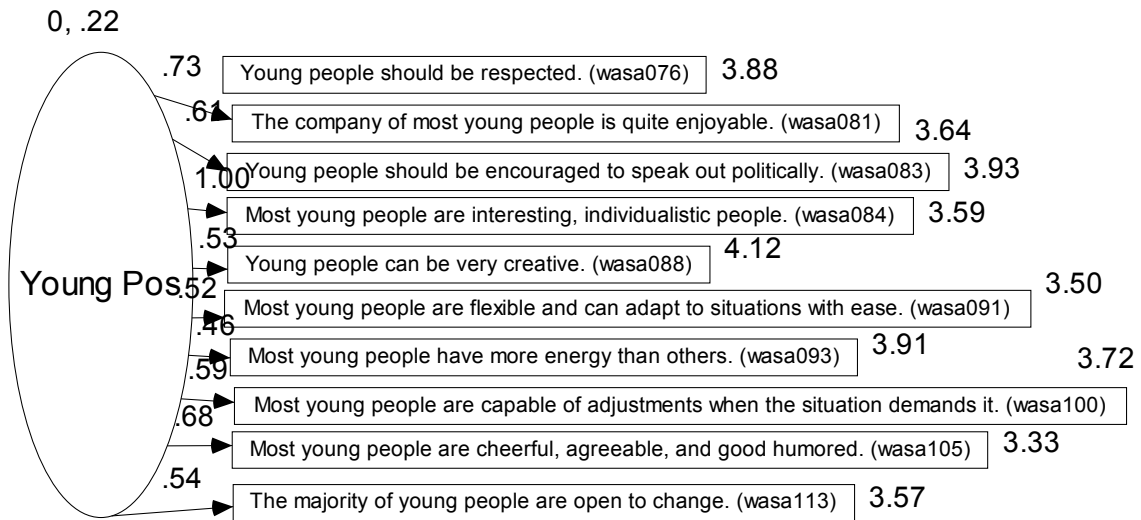 0, .22
.73 Young people should be respected. (wasa076) 3.88
.61 The company of most young people is quite enjoyable. (wasa081) 3.64
1.00 Young people should be encouraged to speak out politically. (wasa083) 3.93
Most young people are interesting, individualistic people. (wasa084) 3.59
.53 Young people can be very creative. (wasa088) 4.12
Young Pos
.52 Most young people are flexible and can adapt to situations with ease. (wasa091) 3.50
.46 Most young people have more energy than others. (wasa093) 3.91
.59 Most young people are capable of adjustments when the situation demands it. (wasa100) 3.72
.68 Most young people are cheerful, agreeable, and good humored. (wasa105) 3.33
.54 The majority of young people are open to change. (wasa113) 3.57